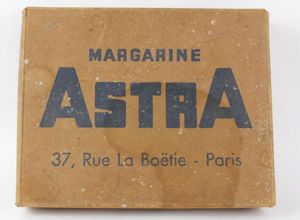 MARGARINE
ASTRA
37, Rue La Boëtie - Paris